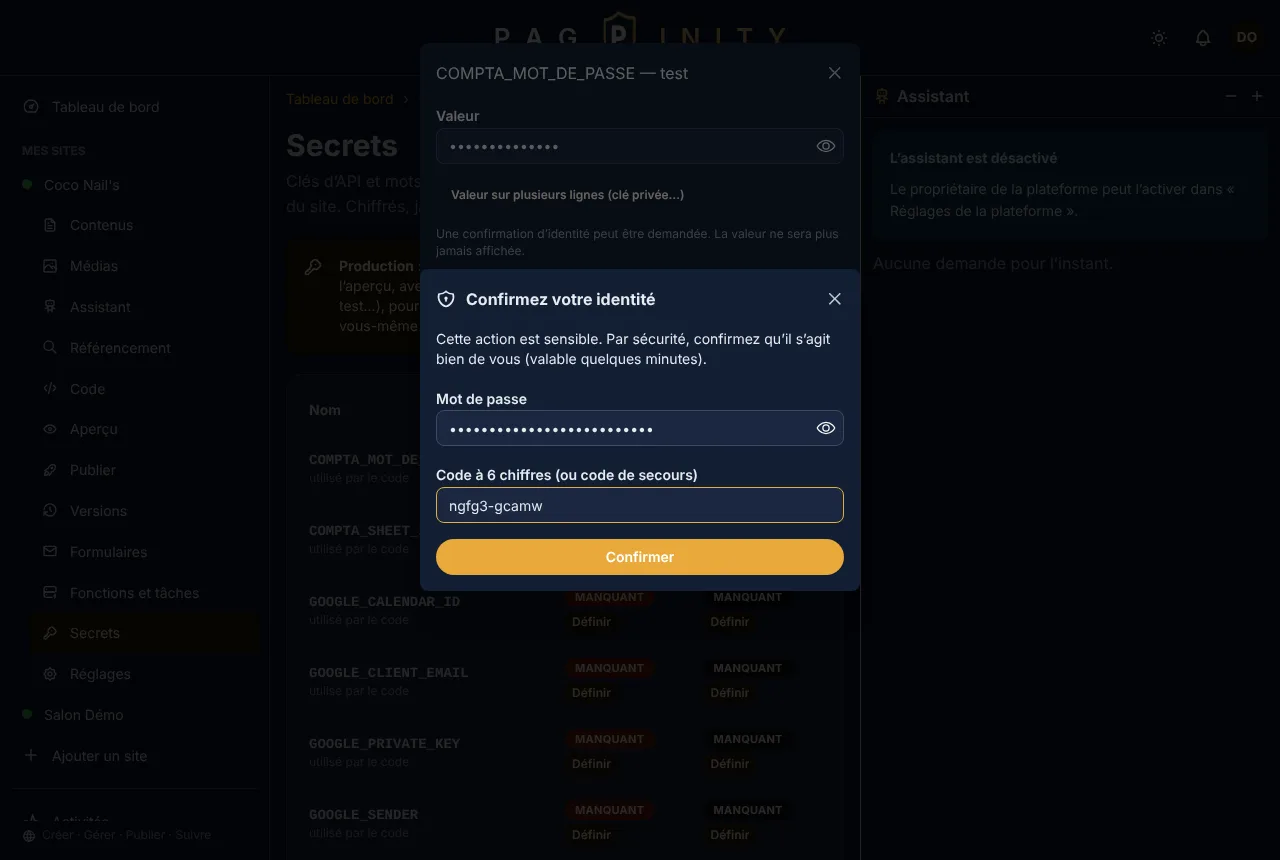 PAG P INITY
DO
Tableau de bord
MES SITES
Coco Nail's
Contenus
Médias
Assistant
Référencement
Code
Aperçu
Publier
Versions
Formulaires
Fonctions et tâches
Secrets
Réglages
Salon Démo
Ajouter un site
Activités
Créer · Gérer · Publier · Suivre
Tableau de bord ›
Secrets
Clés d'API et mots
du site. Chiffrés, j
Production
l'aperçu, ave
test…), pour
vous-même
Nom
COMPTA_MOT_DE
utilisé par le code
COMPTA_SHEET_
utilisé par le code
GOOGLE_CALENDAR_ID
utilisé par le code
MANQUANT
Définir
MANQUANT
Définir
GOOGLE_CLIENT_EMAIL
utilisé par le code
MANQUANT
Définir
MANQUANT
Définir
GOOGLE_PRIVATE_KEY
utilisé par le code
MANQUANT
Définir
MANQUANT
Définir
GOOGLE_SENDER
utilisé par le code
MANQUANT
Définir
MANQUANT
Définir
COMPTA_MOT_DE_PASSE — test
Valeur
••••••••••••••
Valeur sur plusieurs lignes (clé privée…)
Une confirmation d'identité peut être demandée. La valeur ne sera plus
jamais affichée.
Confirmez votre identité
Cette action est sensible. Par sécurité, confirmez qu'il s'agit
bien de vous (valable quelques minutes).
Mot de passe
••••••••••••••••••••••••••
Code à 6 chiffres (ou code de secours)
ngfg3-gcamw
Confirmer
Assistant
L'assistant est désactivé
Le propriétaire de la plateforme peut l'activer dans «
Réglages de la plateforme ».
Aucune demande pour l'instant.